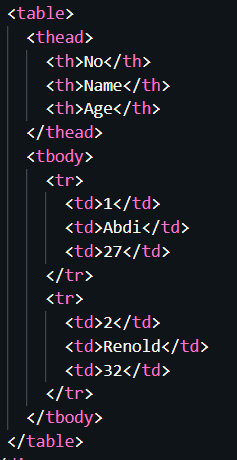 <table>
<thead>
<th>No</th>
<th>Name</th>
<th>Age</th>
</thead>
<tbody>
<tr>
<td>1</td>
<td>Abdi</td>
<td>27</td>
</tr>
<tr>
<td>2</td>
<td>Renold</td>
<td>32</td>
</tr>
</tbody>
</table>